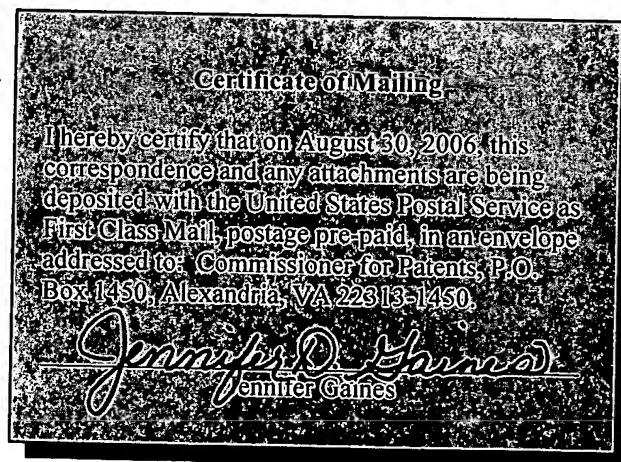 Certificate of Mailing
I hereby certify that on August 30, 2006, this
correspondence and any attachments are being
deposited with the United States Postal Service as
First Class Mail, postage pre-paid, in an envelope
addressed to: Commissioner for Patents, P.O.
Box 1450, Alexandria, VA 22313-1450.
Jennifer D. Gaines
Jennifer Gaines